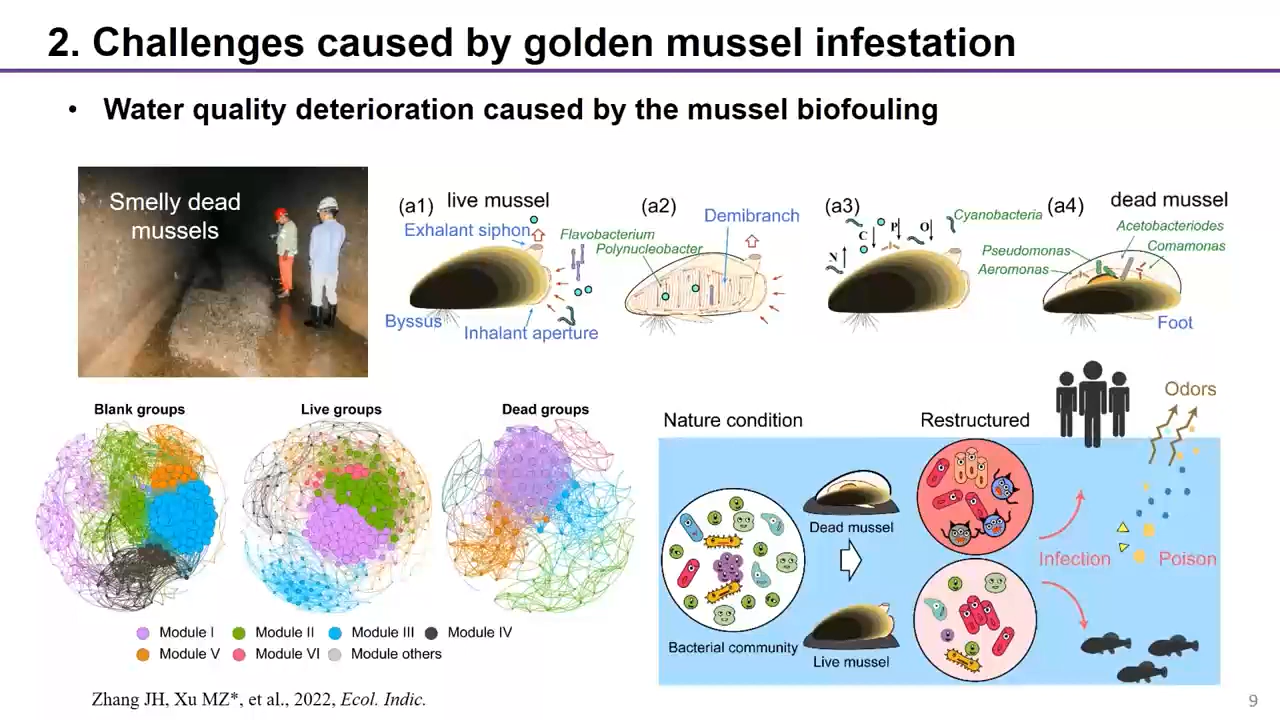 2. Challenges caused by golden mussel infestation
• Water quality deterioration caused by the mussel biofouling
Smelly dead
mussels
(a1) live mussel
Exhalant siphon
Flavobacterium
Polynucleobacter
Byssus
Inhalant aperture
(a2)
Demibranch
(a3)
N
C
P
O
Cyanobacteria
(a4) dead mussel
Acetobacteriodes
Pseudomonas
Comamonas
Aeromonas
Foot
Blank groups
Live groups
Dead groups
Module I
Module II
Module III
Module IV
Module V
Module VI
Module others
Nature condition
Restructured
Odors
Dead mussel
Infection
Poison
Bacterial community
Live mussel
Zhang JH, Xu MZ*, et al., 2022, Ecol. Indic.
9